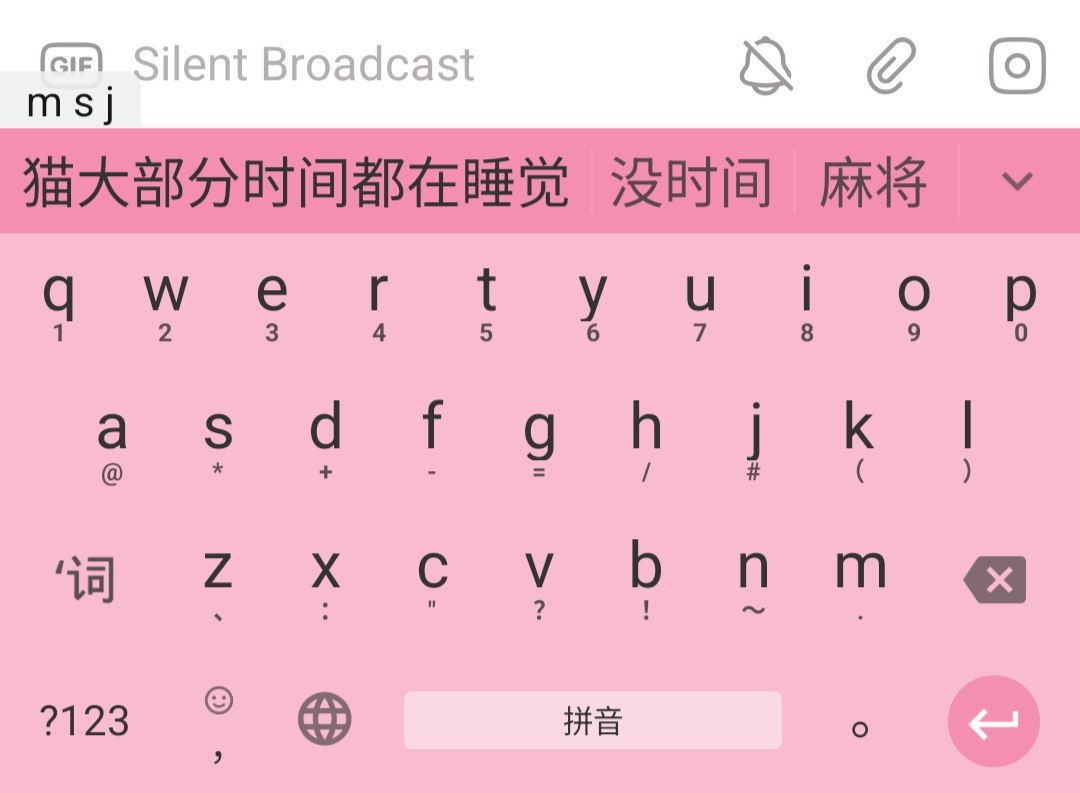 GIF Silent Broadcast
m s j
猫大部分时间都在睡觉 没时间 麻将
q w e r t y u i o p
1 2 3 4 5 6 7 8 9 0
a s d f g h j k l
@ * + - = / # ( )
‘词 z x c v b n m
、 : " ? ! ～ .
?123 , 拼音 。